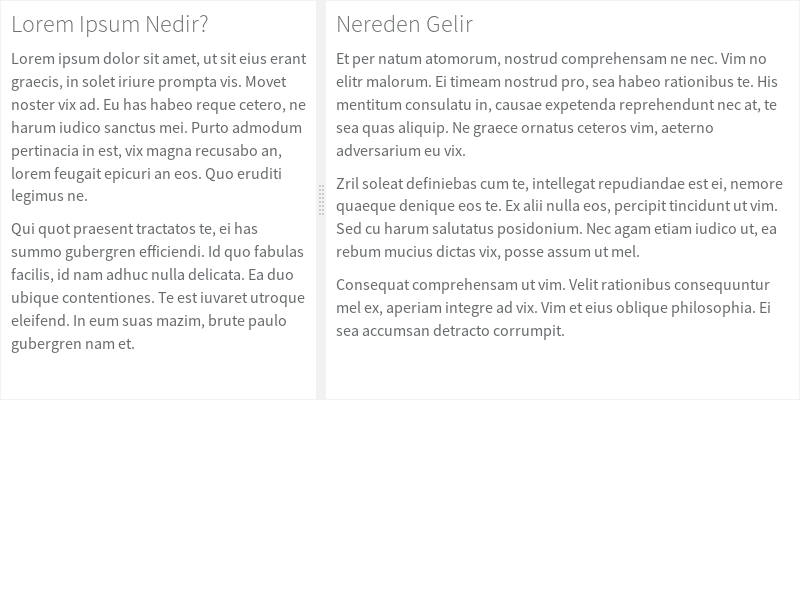 Lorem Ipsum Nedir?
Lorem ipsum dolor sit amet, ut sit eius erant
graecis, in solet iriure prompta vis. Movet
noster vix ad. Eu has habeo reque cetero, ne
harum iudico sanctus mei. Purto admodum
pertinacia in est, vix magna recusabo an,
lorem feugait epicuri an eos. Quo eruditi
legimus ne.
Qui quot praesent tractatos te, ei has
summo gubergren efficiendi. Id quo fabulas
facilis, id nam adhuc nulla delicata. Ea duo
ubique contentiones. Te est iuvaret utroque
eleifend. In eum suas mazim, brute paulo
gubergren nam et.
Nereden Gelir
Et per natum atomorum, nostrud comprehensam ne nec. Vim no
elitr malorum. Ei timeam nostrud pro, sea habeo rationibus te. His
mentitum consulatu in, causae expetenda reprehendunt nec at, te
sea quas aliquip. Ne graece ornatus ceteros vim, aeterno
adversarium eu vix.
Zril soleat definiebas cum te, intellegat repudiandae est ei, nemore
quaeque denique eos te. Ex alii nulla eos, percipit tincidunt ut vim.
Sed cu harum salutatus posidonium. Nec agam etiam iudico ut, ea
rebum mucius dictas vix, posse assum ut mel.
Consequat comprehensam ut vim. Velit rationibus consequuntur
mel ex, aperiam integre ad vix. Vim et eius oblique philosophia. Ei
sea accumsan detracto corrumpit.